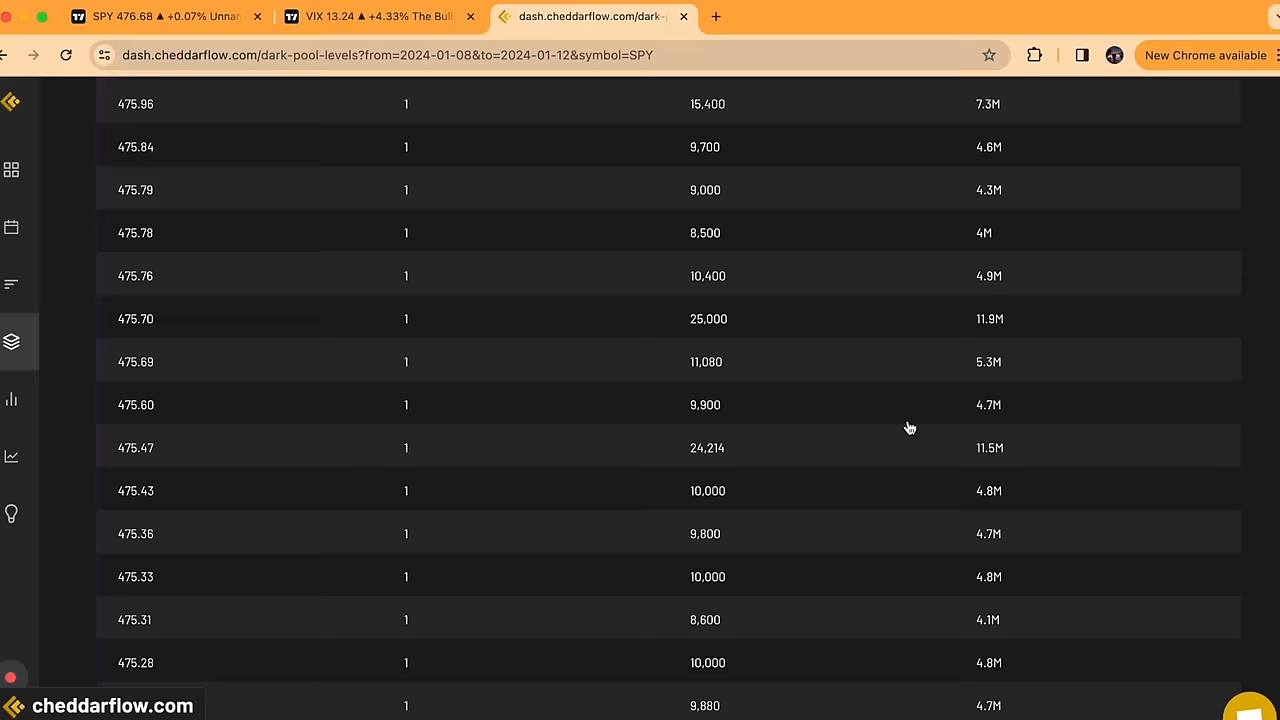 SPY 476.68 ▲ +0.07% Unnar
VIX 13.24 ▲ +4.33% The Bull
dash.cheddarflow.com/dark-
dash.cheddarflow.com/dark-pool-levels?from=2024-01-08&to=2024-01-12&symbol=SPY
New Chrome available
475.96 1 15,400 7.3M
475.84 1 9,700 4.6M
475.79 1 9,000 4.3M
475.78 1 8,500 4M
475.76 1 10,400 4.9M
475.70 1 25,000 11.9M
475.69 1 11,080 5.3M
475.60 1 9,900 4.7M
475.47 1 24,214 11.5M
475.43 1 10,000 4.8M
475.36 1 9,800 4.7M
475.33 1 10,000 4.8M
475.31 1 8,600 4.1M
475.28 1 10,000 4.8M
1 9,880 4.7M
cheddarflow.com